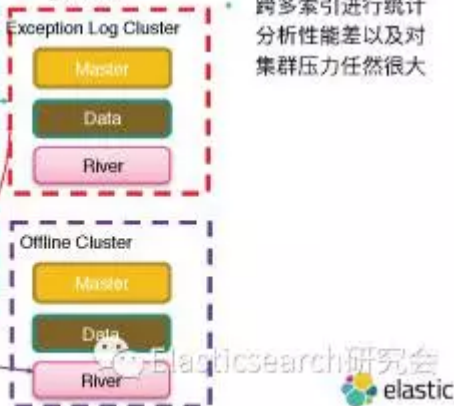 Exception Log Cluster
Master
Data
River
跨多索引进行统计
分析性能差以及对
集群压力任然很大
Offline Cluster
Master
Data
River
Elasticsearch研究会
elastic